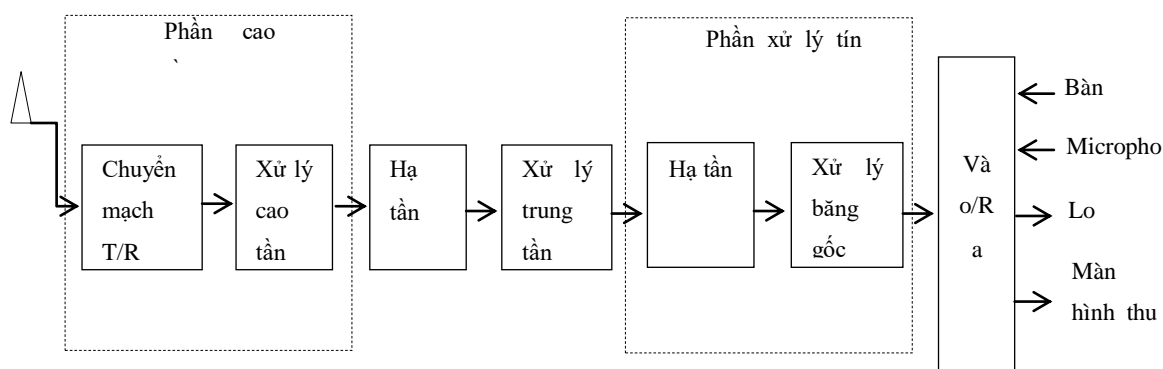 Phần cao
Phần xử lý tín
Chuyển
mạch
T/R
Xử lý
cao
tần
Hạ
tần
Xử lý
trung
tần
Hạ tần
Xử lý
băng
gốc
Và
o/R
a
Bàn
Micropho
Lo
Màn
hình thu